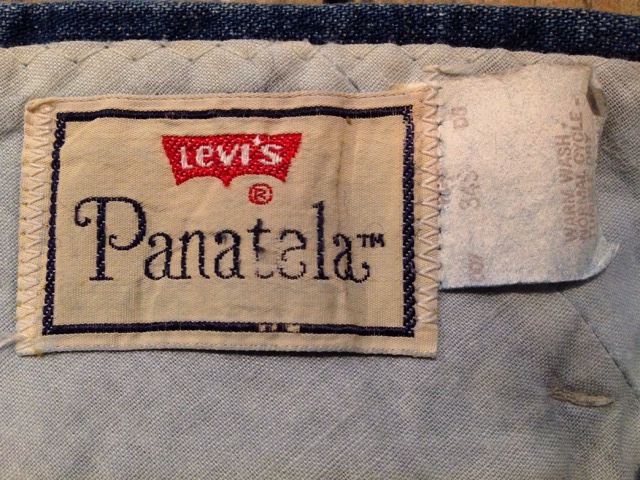 Levi's
®
Panatela™
WARM WASH
NORMAL CYCLE -